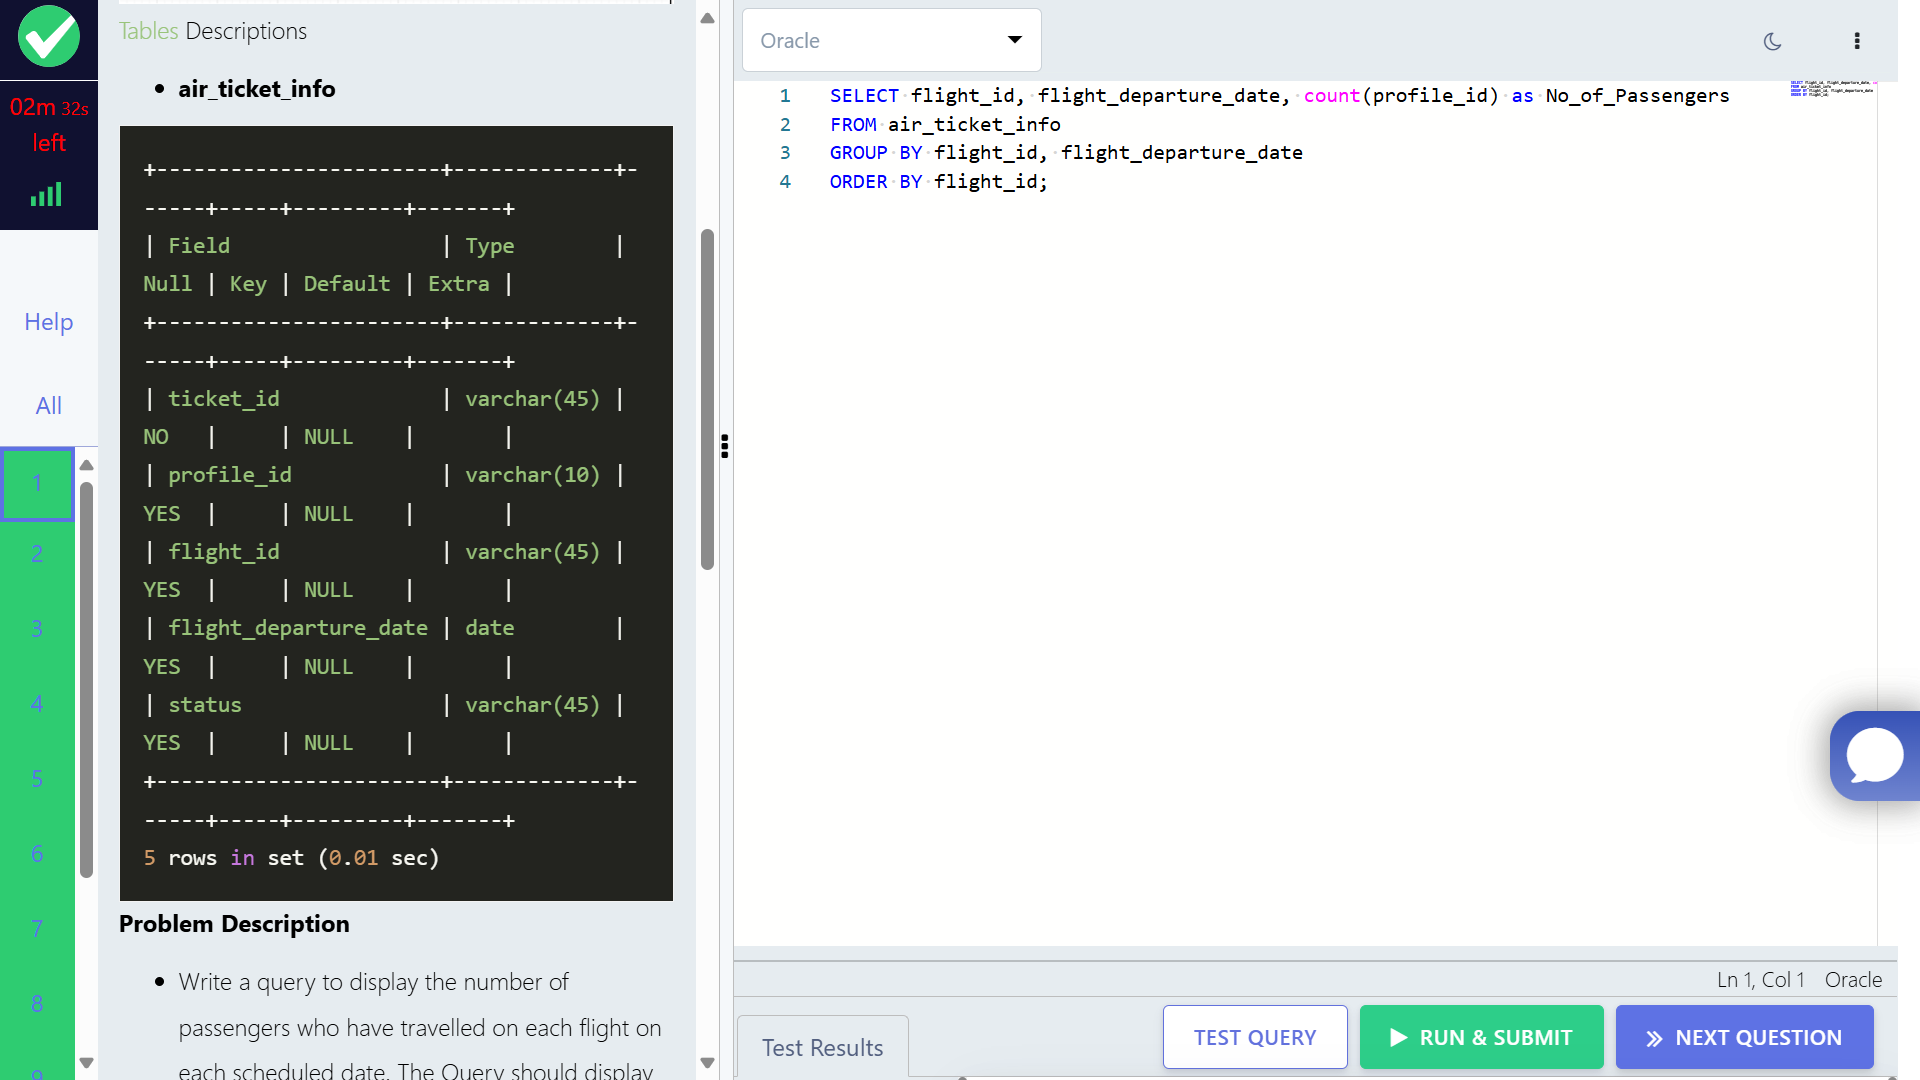 Tables Descriptions
air_ticket_info
02m 32s
left
Help
All
1
2
3
4
5
6
7
8
9
+-----------------------+-------------+-
-----+-----+---------+-------+
| Field                 | Type        |
Null | Key | Default | Extra |
+-----------------------+-------------+-
-----+-----+---------+-------+
| ticket_id             | varchar(45) |
NO   |     | NULL    |       |
| profile_id            | varchar(10) |
YES  |     | NULL    |       |
| flight_id             | varchar(45) |
YES  |     | NULL    |       |
| flight_departure_date | date        |
YES  |     | NULL    |       |
| status                | varchar(45) |
YES  |     | NULL    |       |
+-----------------------+-------------+-
-----+-----+---------+-------+
5 rows in set (0.01 sec)
Problem Description
Write a query to display the number of
passengers who have travelled on each flight on
each scheduled date. The Query should display
Oracle
1 SELECT flight_id, flight_departure_date, count(profile_id) as No_of_Passengers
2 FROM air_ticket_info
3 GROUP BY flight_id, flight_departure_date
4 ORDER BY flight_id;
Ln 1, Col 1 Oracle
Test Results
TEST QUERY
RUN & SUBMIT
NEXT QUESTION